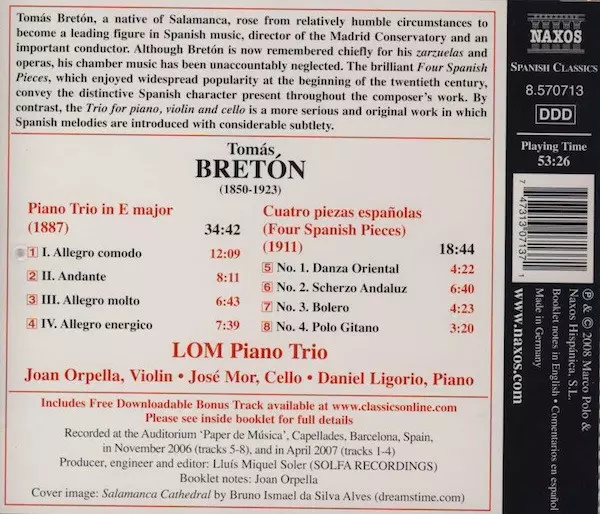 Tomás Bretón, a native of Salamanca, rose from relatively humble circumstances to
become a leading figure in Spanish music, director of the Madrid Conservatory and an
important conductor. Although Bretón is now remembered chiefly for his zarzuelas and
operas, his chamber music has been unaccountably neglected. The brilliant Four Spanish
Pieces, which enjoyed widespread popularity at the beginning of the twentieth century,
convey the distinctive Spanish character present throughout the composer's work. By
contrast, the Trio for piano, violin and cello is a more serious and original work in which
Spanish melodies are introduced with considerable subtlety.
Tomás
BRETÓN
(1850-1923)
Piano Trio in E major
(1887) 34:42
1 I. Allegro comodo 12:09
2 II. Andante 8:11
3 III. Allegro molto 6:43
4 IV. Allegro energico 7:39
Cuatro piezas españolas
(Four Spanish Pieces)
(1911) 18:44
5 No. 1. Danza Oriental 4:22
6 No. 2. Scherzo Andaluz 6:40
7 No. 3. Bolero 4:23
8 No. 4. Polo Gitano 3:20
LOM Piano Trio
Joan Orpella, Violin • José Mor, Cello • Daniel Ligorio, Piano
Includes Free Downloadable Bonus Track available at www.classicsonline.com.
Please see inside booklet for full details
Recorded at the Auditorium 'Paper de Música', Capellades, Barcelona, Spain,
in November 2006 (tracks 5-8), and in April 2007 (tracks 1-4)
Producer, engineer and editor: Lluís Miquel Soler (SOLFA RECORDINGS)
Booklet notes: Joan Orpella
Cover image: Salamanca Cathedral by Bruno Ismael da Silva Alves (dreamstime.com)
NAXOS
SPANISH CLASSICS
8.570713
DDD
Playing Time
53:26
7 47313 07137 1
℗ & © 2008 Marco Polo &
Naxos Hispánica, S.L.
Booklet notes in English • Comentarios en español
Made in Germany
www.naxos.com